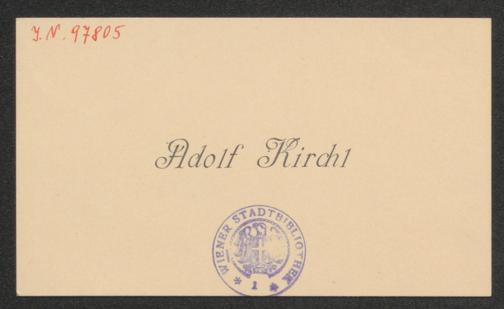 J.N. 97805
Adolf Kirchl
* WIENER STADTBIBLIOTHEK *
1